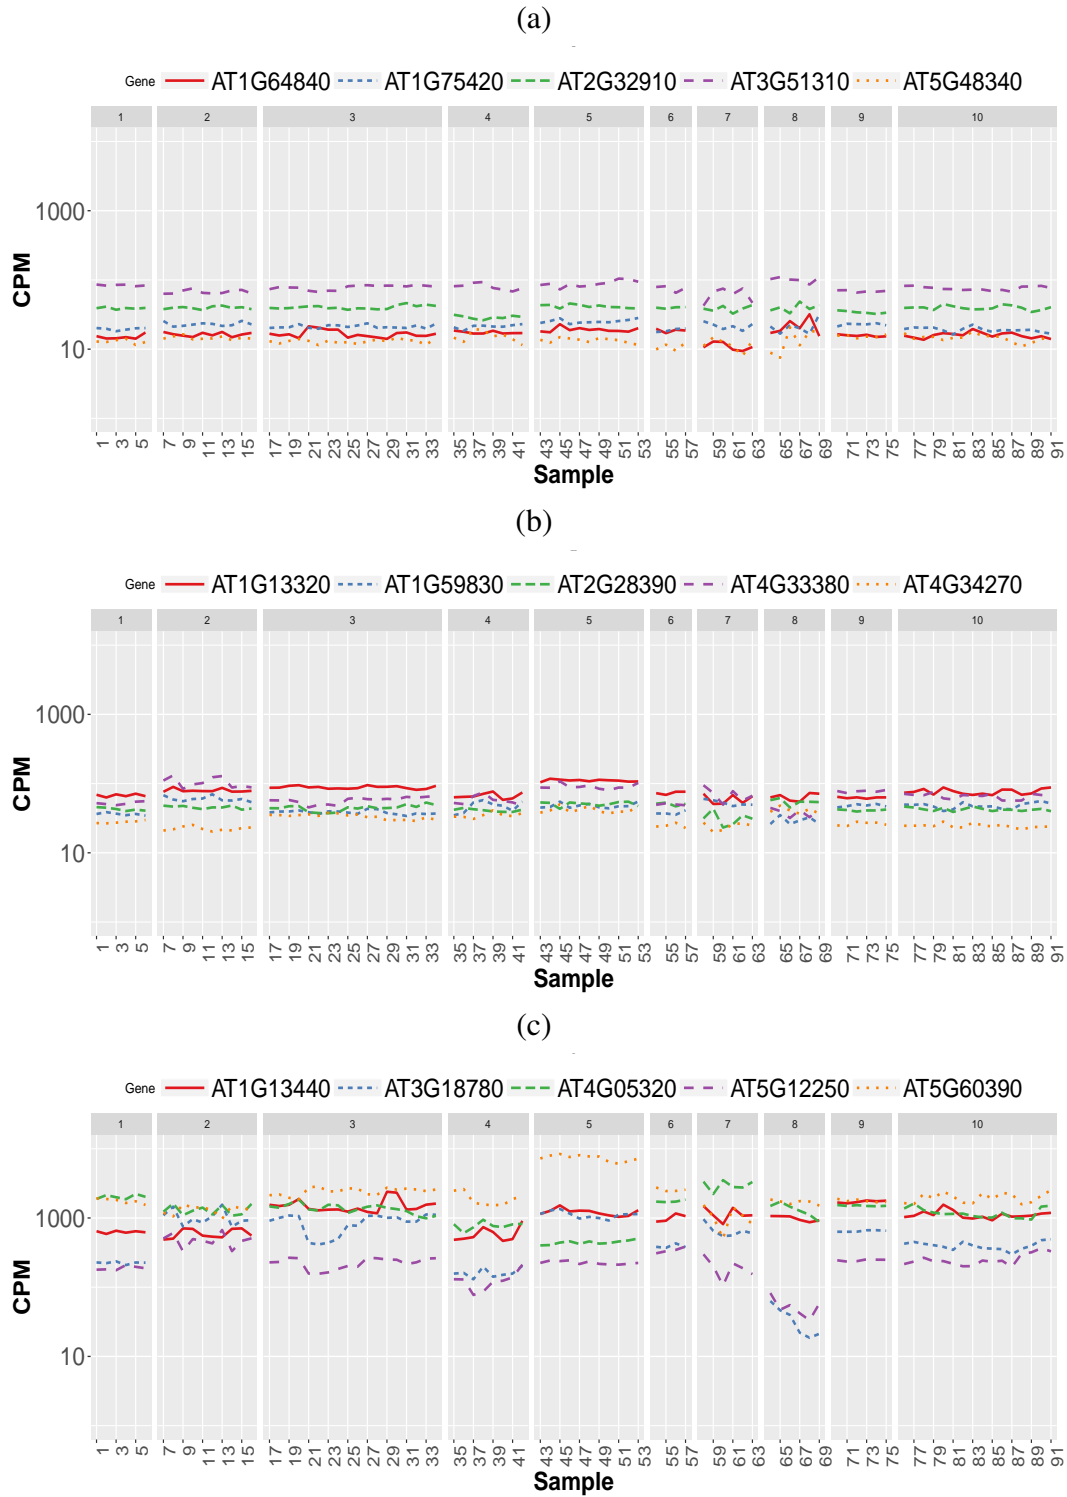 (a)
Gene AT1G64840 AT1G75420 AT2G32910 AT3G51310 AT5G48340
1 2 3 4 5 6 7 8 9 10
1000
10
CPM
1 3 5 7 9 11 13 15 17 19 21 23 25 27 29 31 33 35 37 39 41 43 45 47 49 51 53 55 57 59 61 63 65 67 69 71 73 75 77 79 81 83 85 87 89 91
Sample
(b)
Gene AT1G13320 AT1G59830 AT2G28390 AT4G33380 AT4G34270
1 2 3 4 5 6 7 8 9 10
1000
10
CPM
1 3 5 7 9 11 13 15 17 19 21 23 25 27 29 31 33 35 37 39 41 43 45 47 49 51 53 55 57 59 61 63 65 67 69 71 73 75 77 79 81 83 85 87 89 91
Sample
(c)
Gene AT1G13440 AT3G18780 AT4G05320 AT5G12250 AT5G60390
1 2 3 4 5 6 7 8 9 10
1000
10
CPM
1 3 5 7 9 11 13 15 17 19 21 23 25 27 29 31 33 35 37 39 41 43 45 47 49 51 53 55 57 59 61 63 65 67 69 71 73 75 77 79 81 83 85 87 89 91
Sample